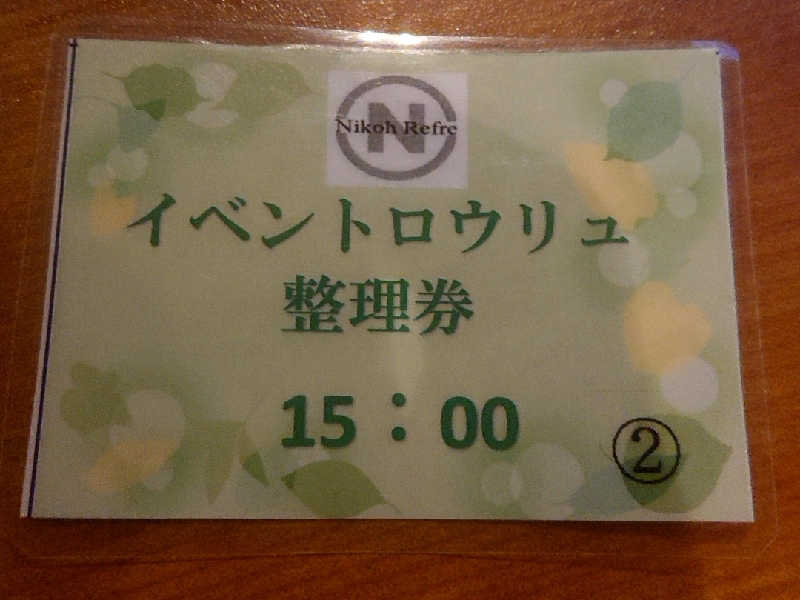 N
Nikoh Refre
イベントロウリュ
整理券
15：00
②